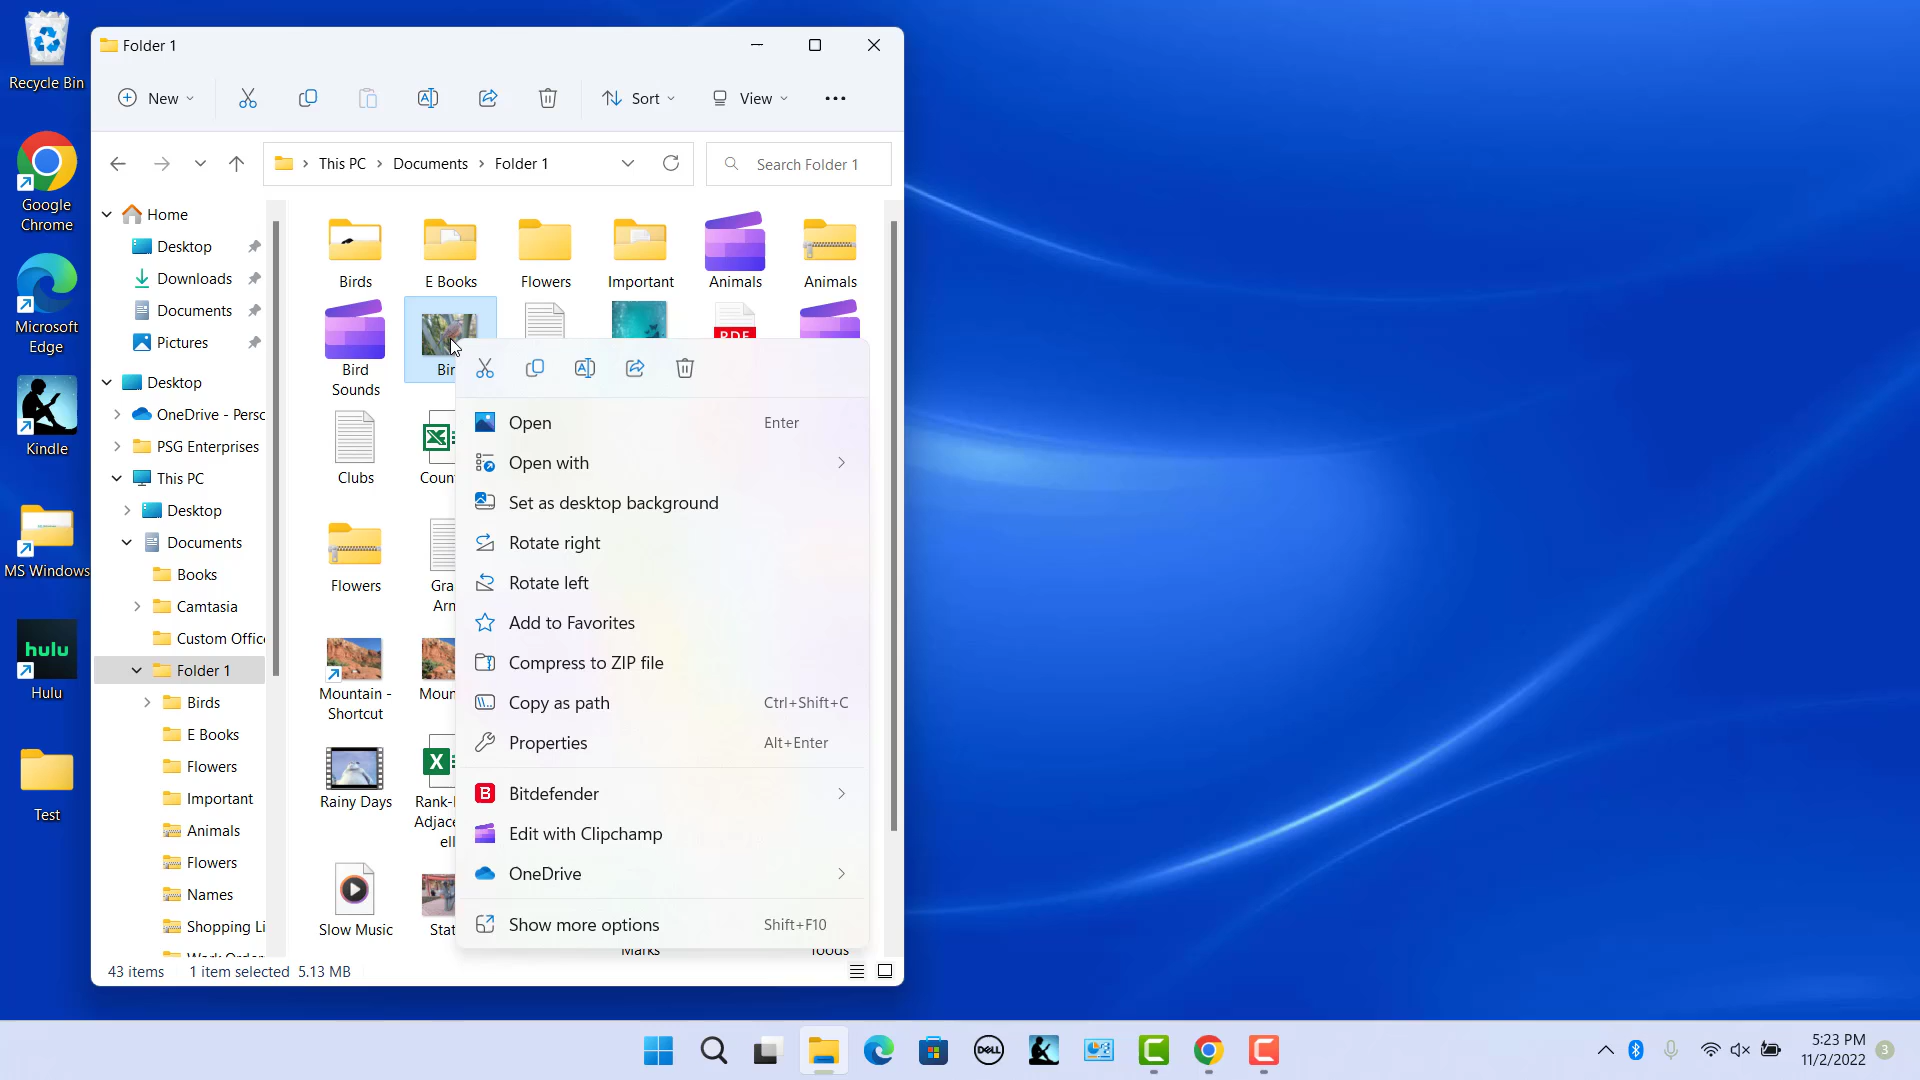 Recycle Bin
Google
Chrome
Microsoft
Edge
Kindle
MS Windows
hulu
Hulu
Test
Folder 1
New
Sort
View
This PC
Documents
Folder 1
Search Folder 1
Home
Desktop
Downloads
Documents
Pictures
Desktop
OneDrive - Persc
PSG Enterprises
This PC
Desktop
Documents
Books
Camtasia
Custom Offic
Folder 1
Birds
E Books
Flowers
Important
Animals
Flowers
Names
Shopping Li
Birds
E Books
Flowers
Important
Animals
Animals
Bird
Sounds
Bir
PDF
Clubs
Coun
Flowers
Gra
Arn
Mountain -
Shortcut
Moun
Rainy Days
Rank-
Adjace
ell
Slow Music
Stat
Marks
Open Enter
Open with
Set as desktop background
Rotate right
Rotate left
Add to Favorites
Compress to ZIP file
Copy as path Ctrl+Shift+C
Properties Alt+Enter
B Bitdefender
Edit with Clipchamp
OneDrive
Show more options Shift+F10
43 items 1 item selected 5.13 MB
DELL
5:23 PM
11/2/2022
3